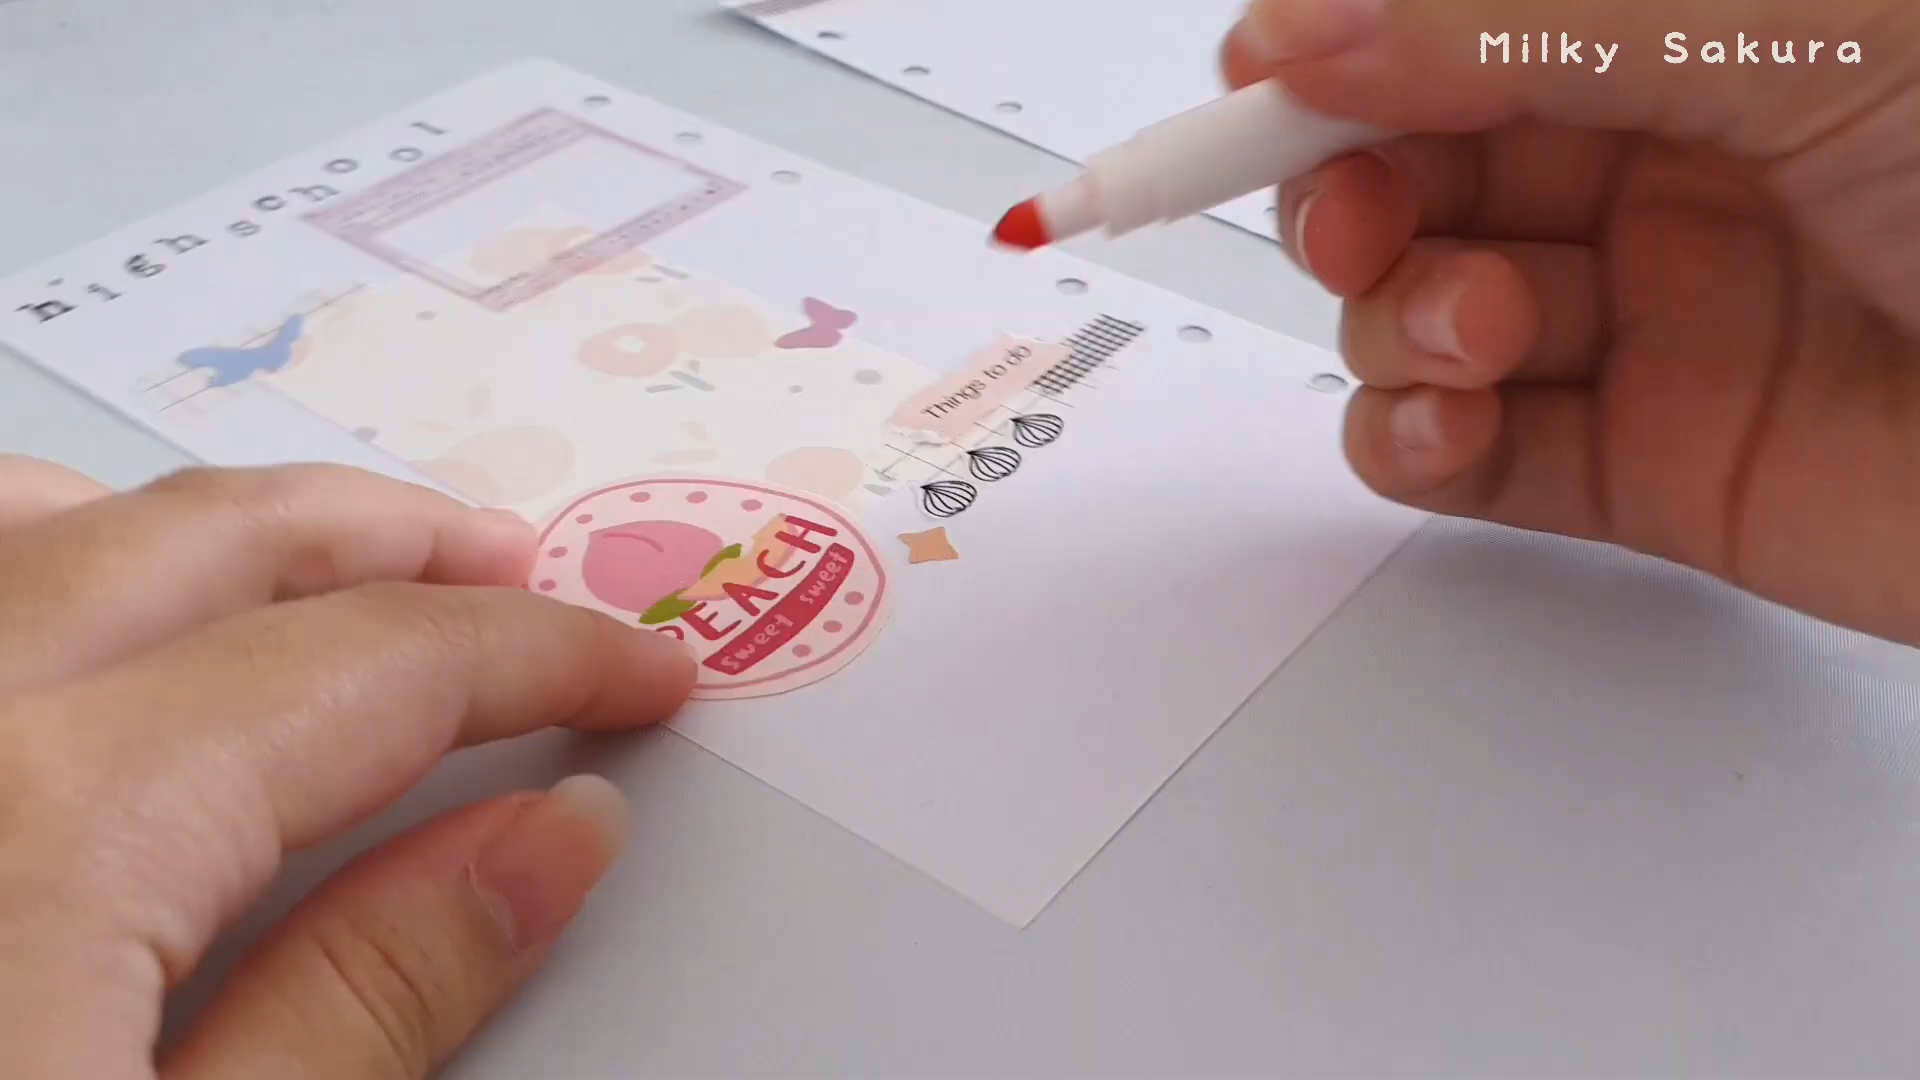 Milky Sakura
high school
Things to do
PEACH
sweet sweet